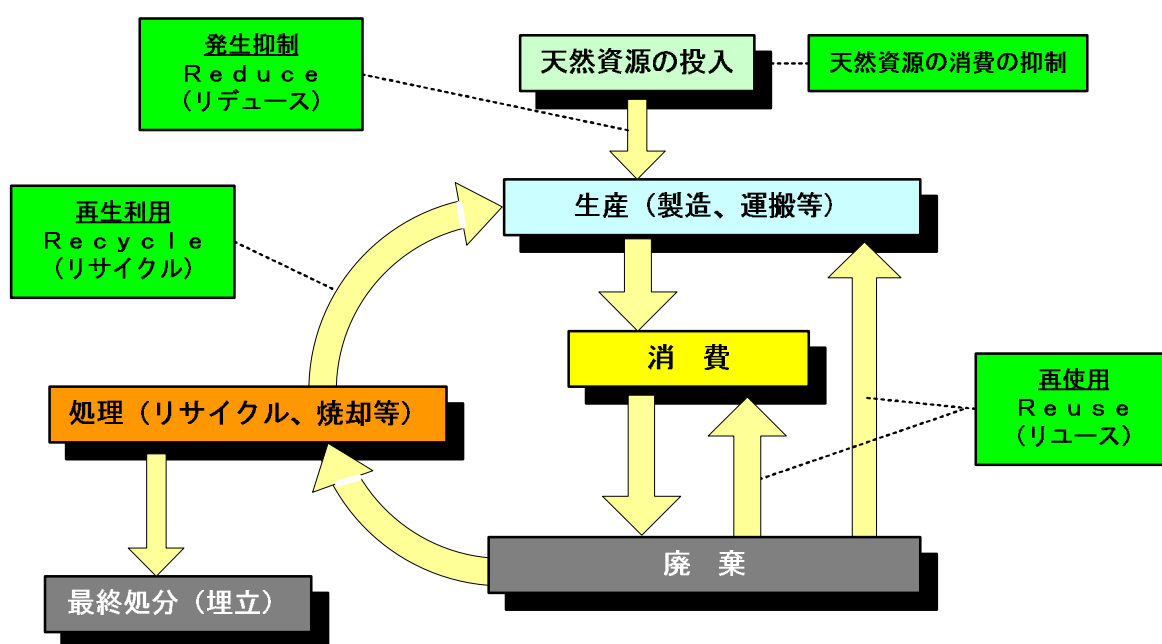 発生抑制
Ｒｅｄｕｃｅ
（リデュース）
天然資源の投入
天然資源の消費の抑制
再生利用
Ｒｅｃｙｃｌｅ
（リサイクル）
生産（製造、運搬等）
消　費
処理（リサイクル、焼却等）
再使用
Ｒｅｕｓｅ
（リユース）
廃　棄
最終処分（埋立）